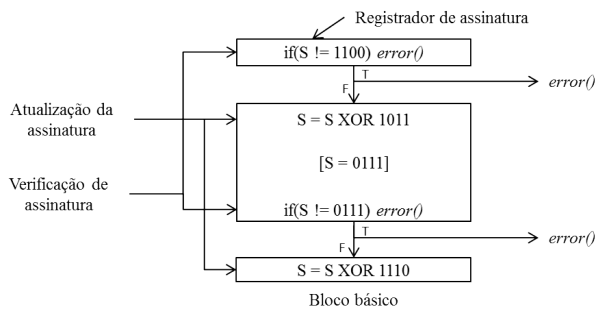 Registrador de assinatura
if(S != 1100) error()
T
F
error()
Atualização da
assinatura
S = S XOR 1011
[S = 0111]
Verificação de
assinatura
if(S != 0111) error()
T
F
error()
S = S XOR 1110
Bloco básico